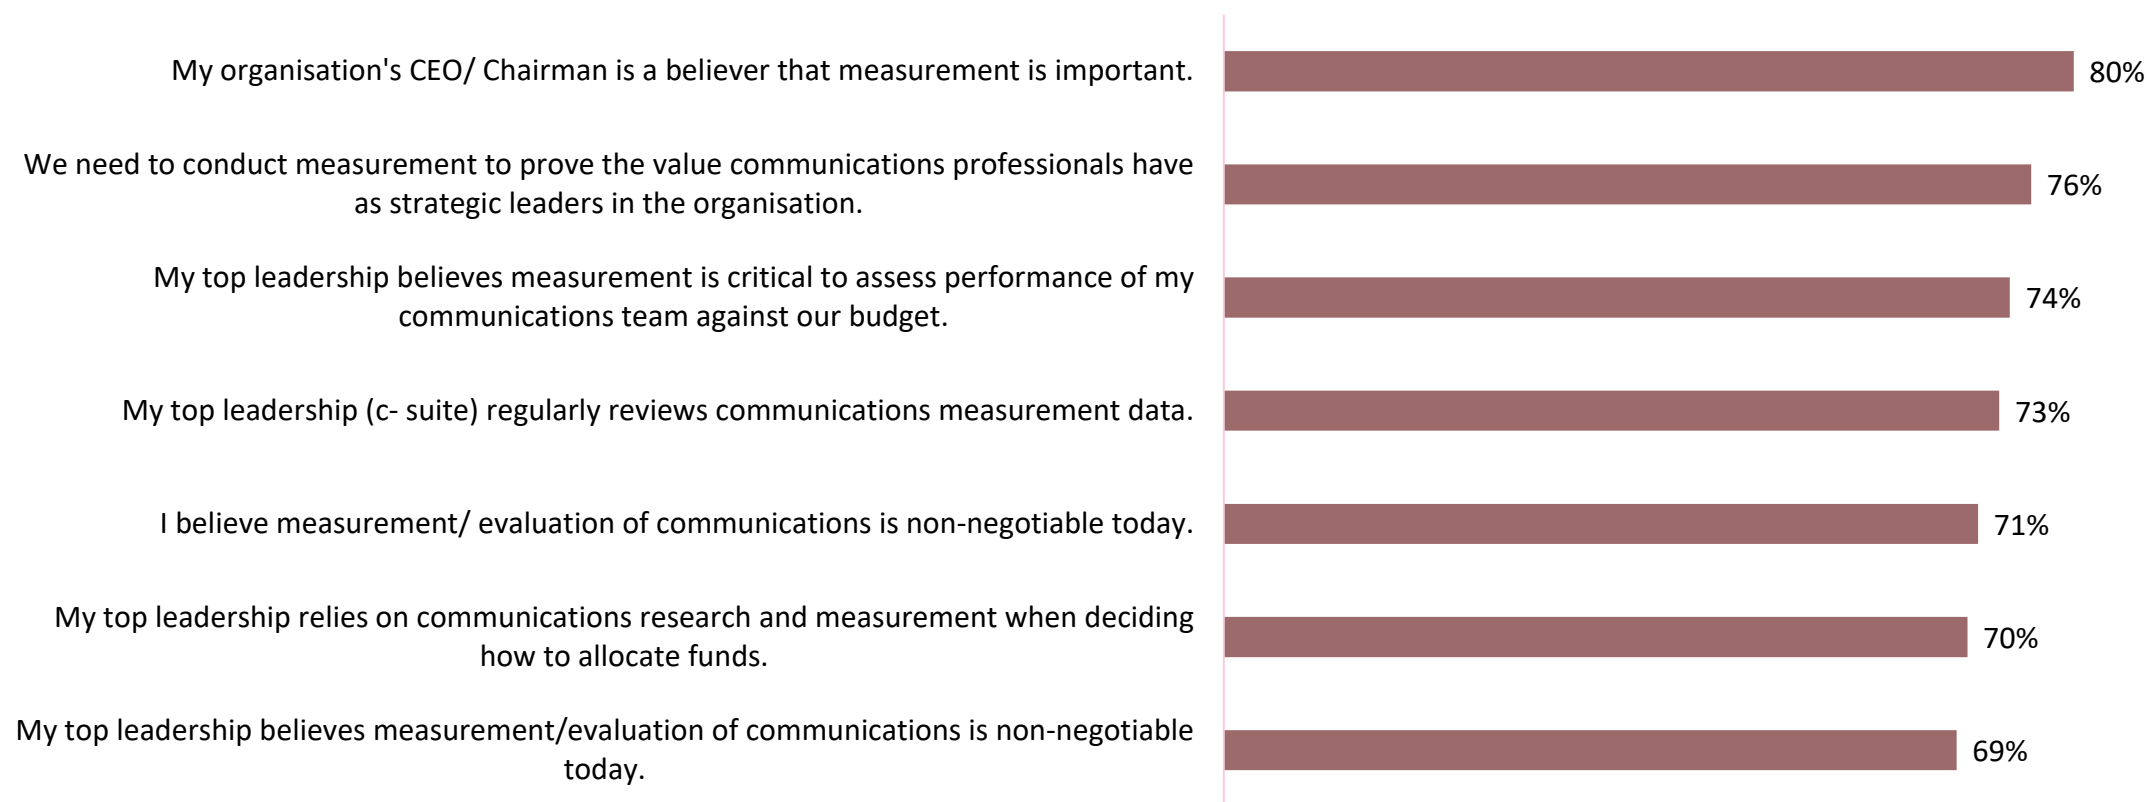 My organisation's CEO/ Chairman is a believer that measurement is important.
80%
We need to conduct measurement to prove the value communications professionals have
as strategic leaders in the organisation.
76%
My top leadership believes measurement is critical to assess performance of my
communications team against our budget.
74%
My top leadership (c- suite) regularly reviews communications measurement data.
73%
I believe measurement/ evaluation of communications is non-negotiable today.
71%
My top leadership relies on communications research and measurement when deciding
how to allocate funds.
70%
My top leadership believes measurement/evaluation of communications is non-negotiable
today.
69%